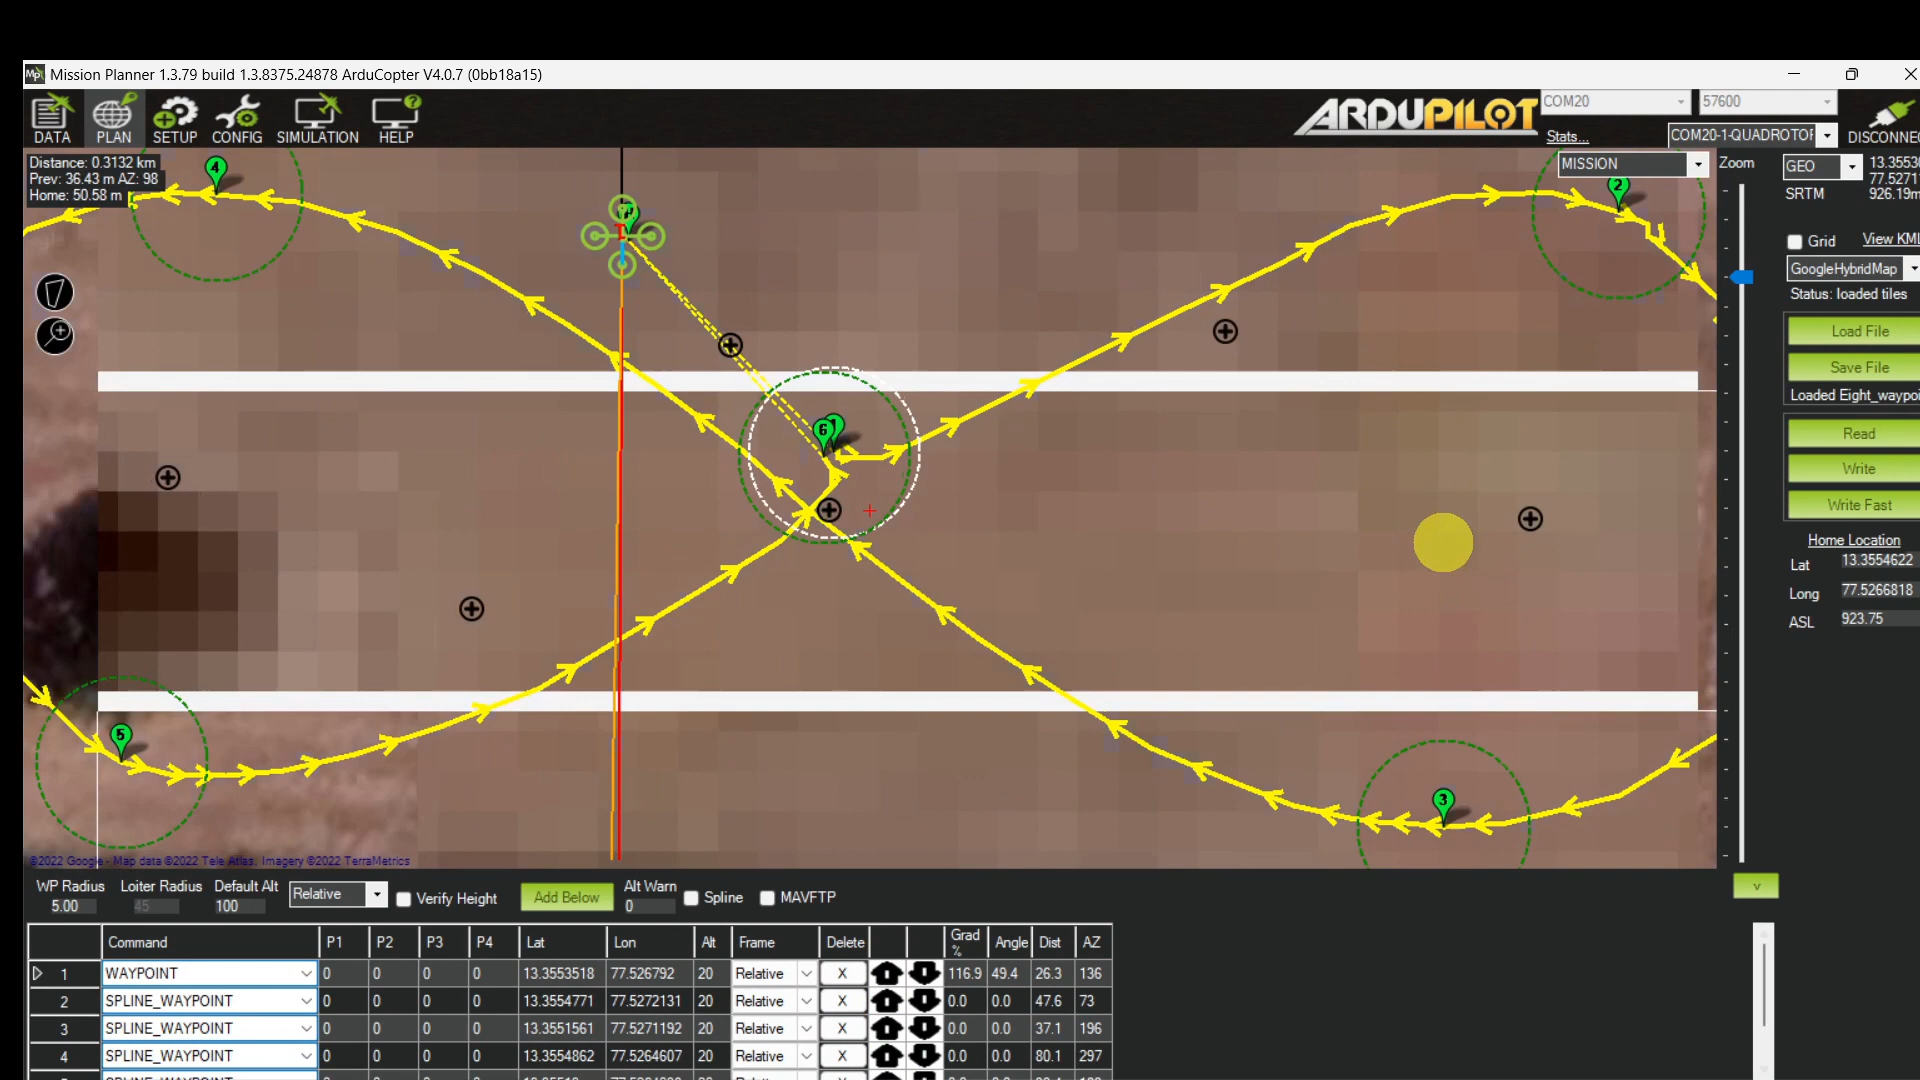 Mission Planner 1.3.79 build 1.3.8375.24878 ArduCopter V4.0.7 (0bb18a15)
DATA PLAN SETUP CONFIG SIMULATION HELP
ARDUPILOT
COM20 57600
Stats...
COM20-1-QUADROTOR
DISCONNEC
Distance: 0.3132 km
Prev: 36.43 m AZ: 98
Home: 50.58 m
MISSION
Zoom
GEO
13.35530
77.5271
SRTM 926.19m
Grid View KML
GoogleHybridMap
Status: loaded tiles
Load File
Save File
Loaded Eight_waypoi
Read
Write
Write Fast
Home Location
Lat 13.3554622
Long 77.5266818
ASL 923.75
4
2
6
5
3
©2022 Google - Map data ©2022 Tele Atlas, Imagery ©2022 TerraMetrics
WP Radius Loiter Radius Default Alt
5.00 45 100
Relative
Verify Height
Add Below
Alt Warn
0
Spline
MAVFTP
v
Command P1 P2 P3 P4 Lat Lon Alt Frame Delete Grad % Angle Dist AZ
1 WAYPOINT 0 0 0 0 13.3553518 77.526792 20 Relative X 116.9 49.4 26.3 136
2 SPLINE_WAYPOINT 0 0 0 0 13.3554771 77.5272131 20 Relative X 0.0 0.0 47.6 73
3 SPLINE_WAYPOINT 0 0 0 0 13.3551561 77.5271192 20 Relative X 0.0 0.0 37.1 196
4 SPLINE_WAYPOINT 0 0 0 0 13.3554862 77.5264607 20 Relative X 0.0 0.0 80.1 297